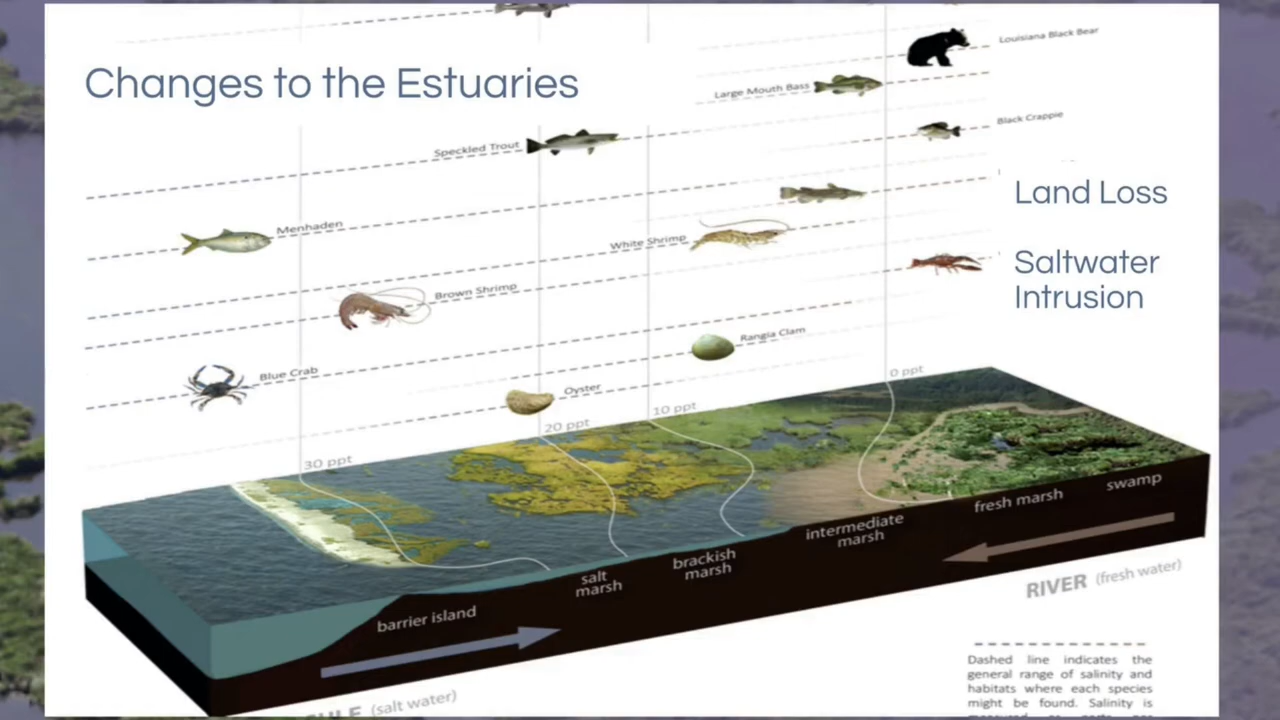 Changes to the Estuaries
Louisiana Black Bear
Large Mouth Bass
Black Crappie
Speckled Trout
Land Loss
Menhaden
White Shrimp
Saltwater
Intrusion
Brown Shrimp
Rangia Clam
Blue Crab
Oyster
0 ppt
10 ppt
20 ppt
30 ppt
swamp
fresh marsh
intermediate
marsh
brackish
marsh
salt
marsh
barrier island
RIVER (fresh water)
(salt water)
Dashed line indicates the
general range of salinity and
habitats where each species
might be found. Salinity is